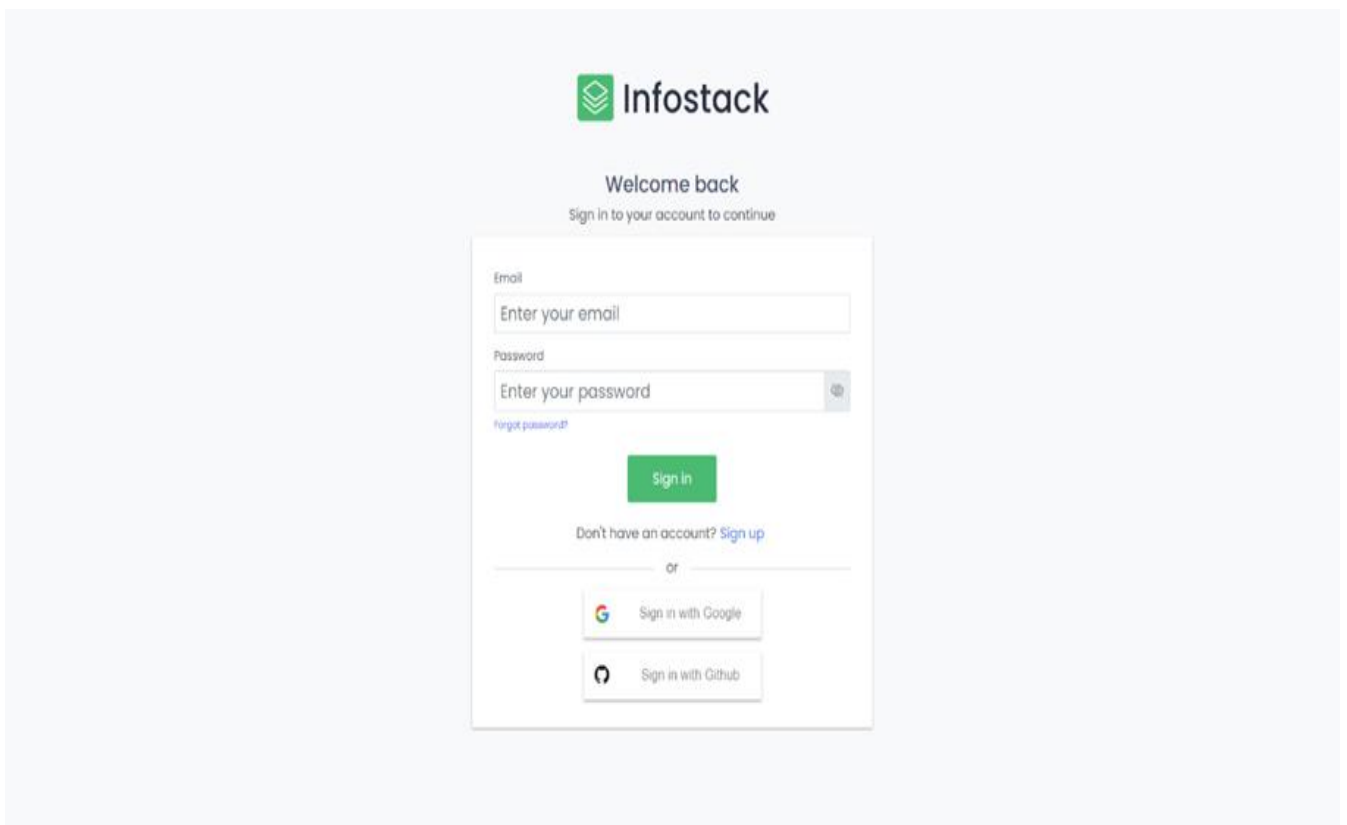 Infostack
Welcome back
Sign in to your account to continue
Email
Enter your email
Password
Enter your password
Forgot password?
Sign in
Don't have an account? Sign up
or
Sign in with Google
Sign in with Github